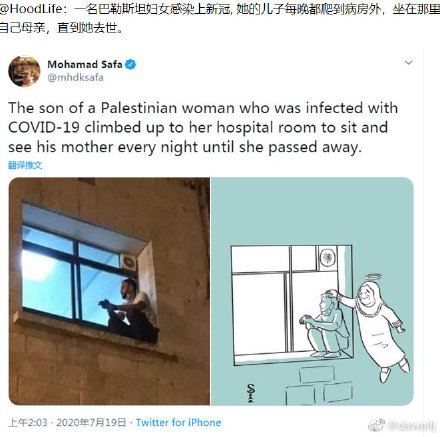 @HoodLife：一名巴勒斯坦妇女感染上新冠, 她的儿子每晚都爬到病房外，坐在那里
自己母亲，直到她去世。
Mohamad Safa
@mhdksafa
The son of a Palestinian woman who was infected with
COVID-19 climbed up to her hospital room to sit and
see his mother every night until she passed away.
翻译推文
上午2:03 · 2020年7月19日 · Twitter for iPhone
@dawellj